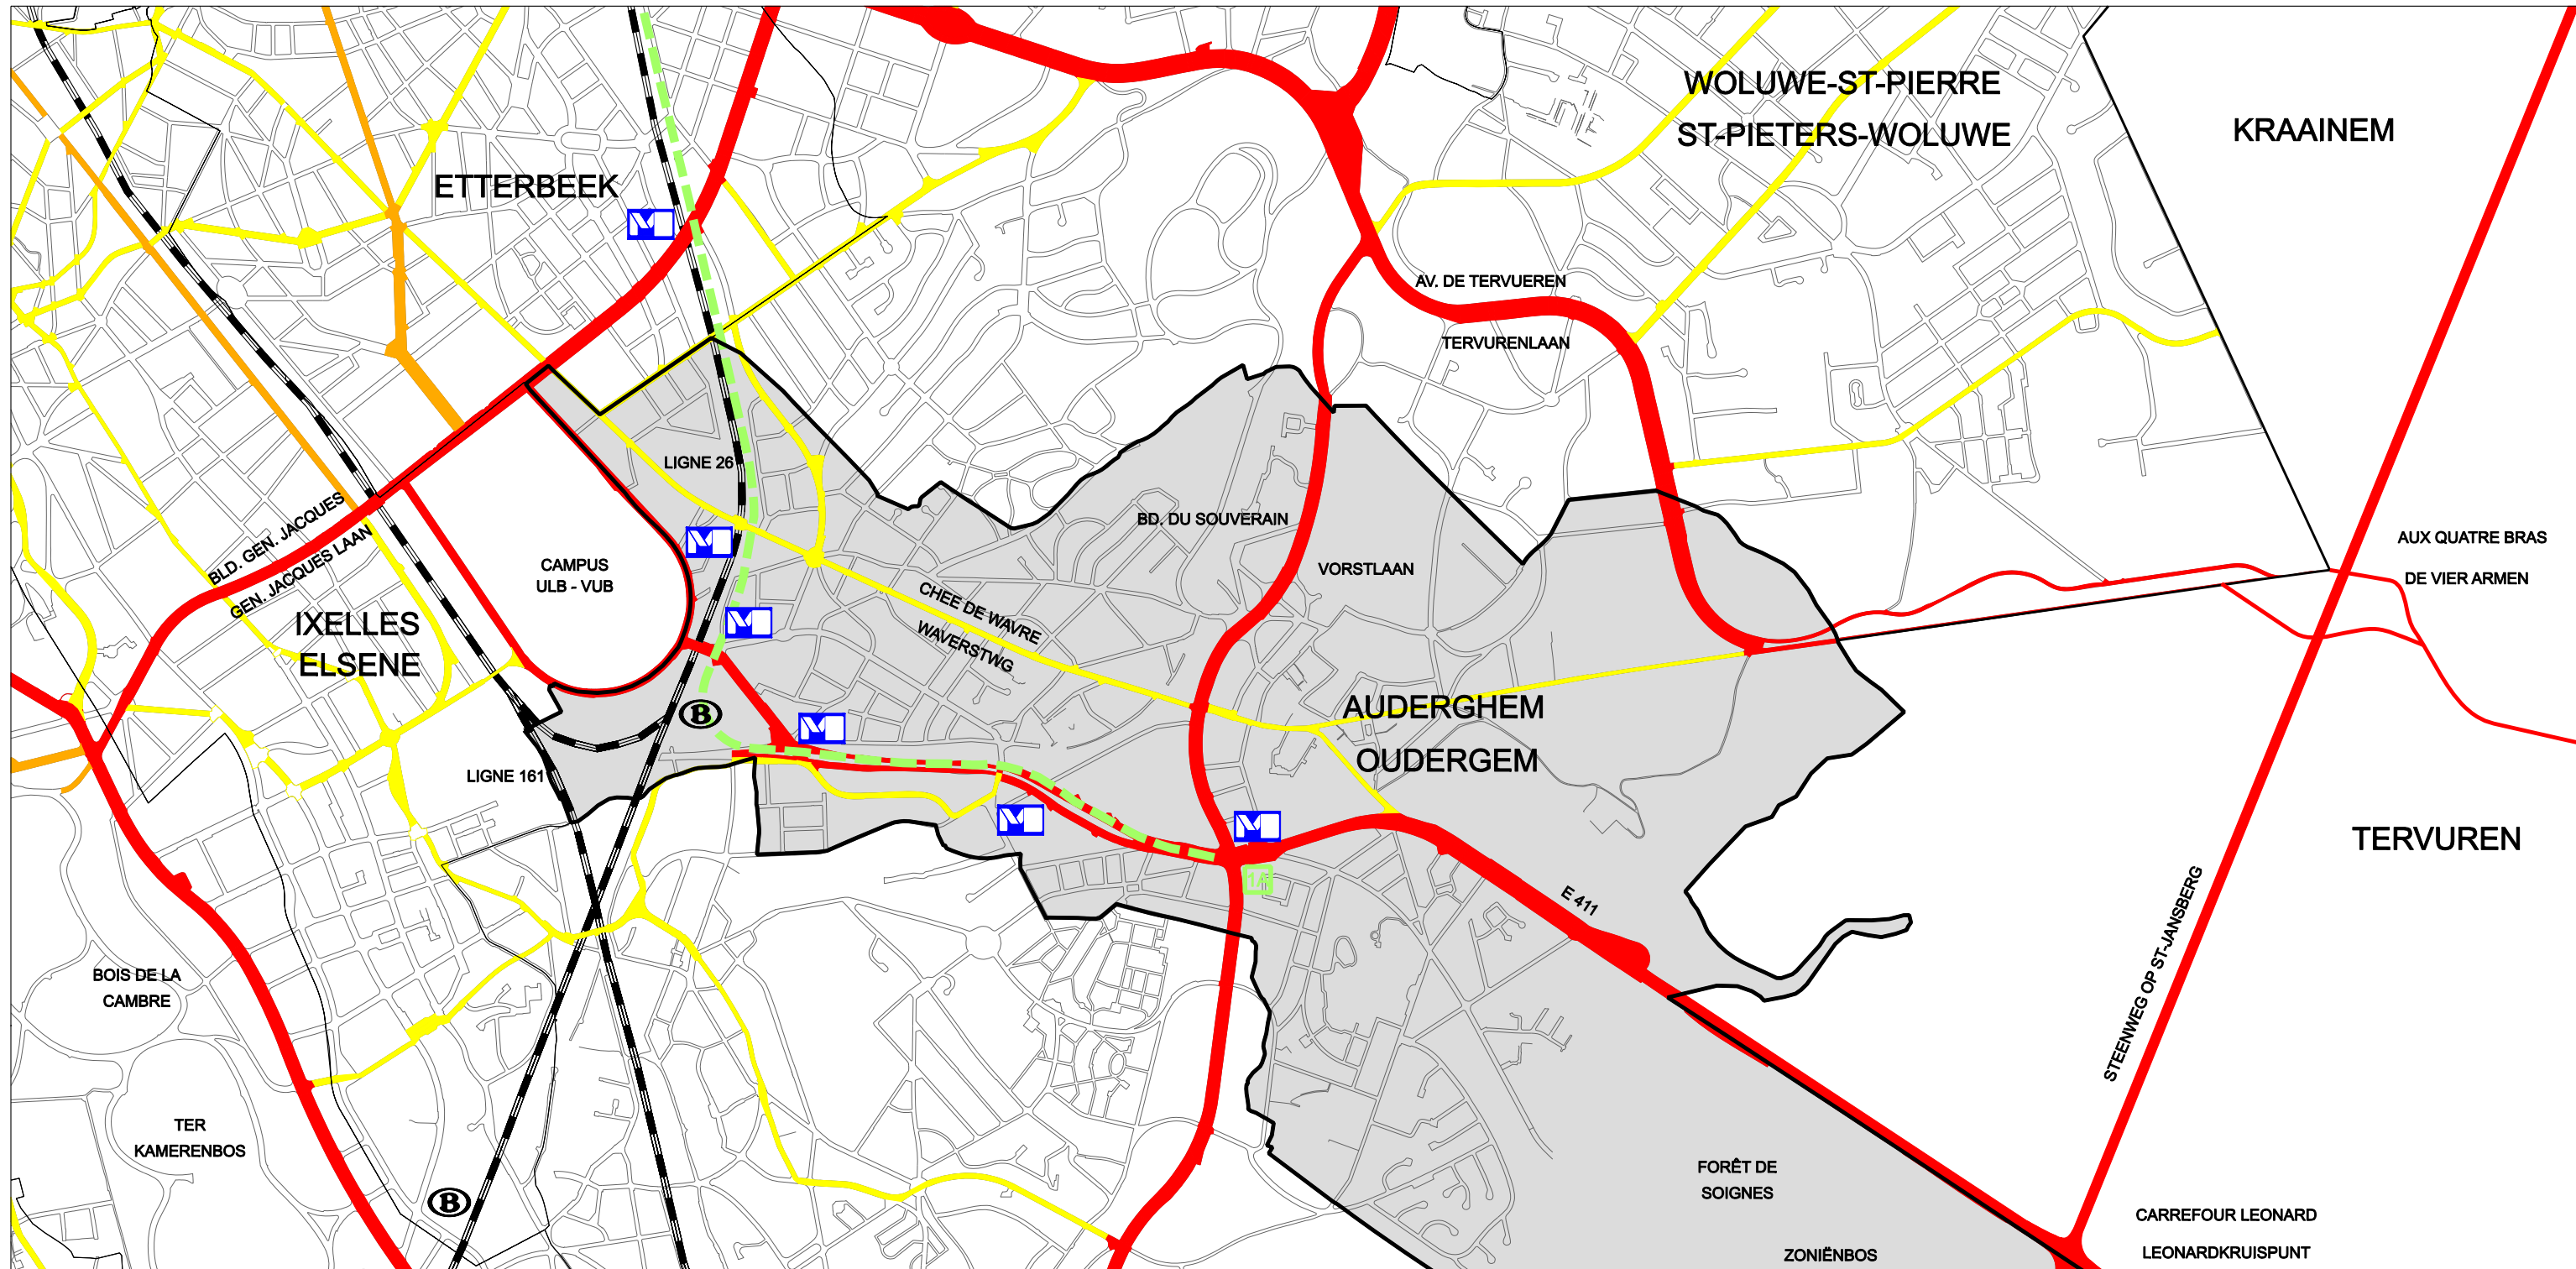 WOLUWE-ST-PIERRE
ST-PIETERS-WOLUWE
KRAAINEM
ETTERBEEK
M
AV. DE TERVUEREN
TERVURENLAAN
LIGNE 26
BLD. GEN. JACQUES
GEN. JACQUES LAAN
CAMPUS
ULB - VUB
M
BD. DU SOUVERAIN
VORSTLAAN
AUX QUATRE BRAS
DE VIER ARMEN
CHEE DE WAVRE
WAVERSTWG
IXELLES
ELSENE
M
B
M
AUDERGHEM
OUDERGEM
LIGNE 161
M
M
1A
E 411
TERVUREN
STEENWEG OP ST-JANSBERG
BOIS DE LA
CAMBRE
TER
KAMERENBOS
B
FORÊT DE
SOIGNES
ZONIËNBOS
CARREFOUR LEONARD
LEONARDKRUISPUNT